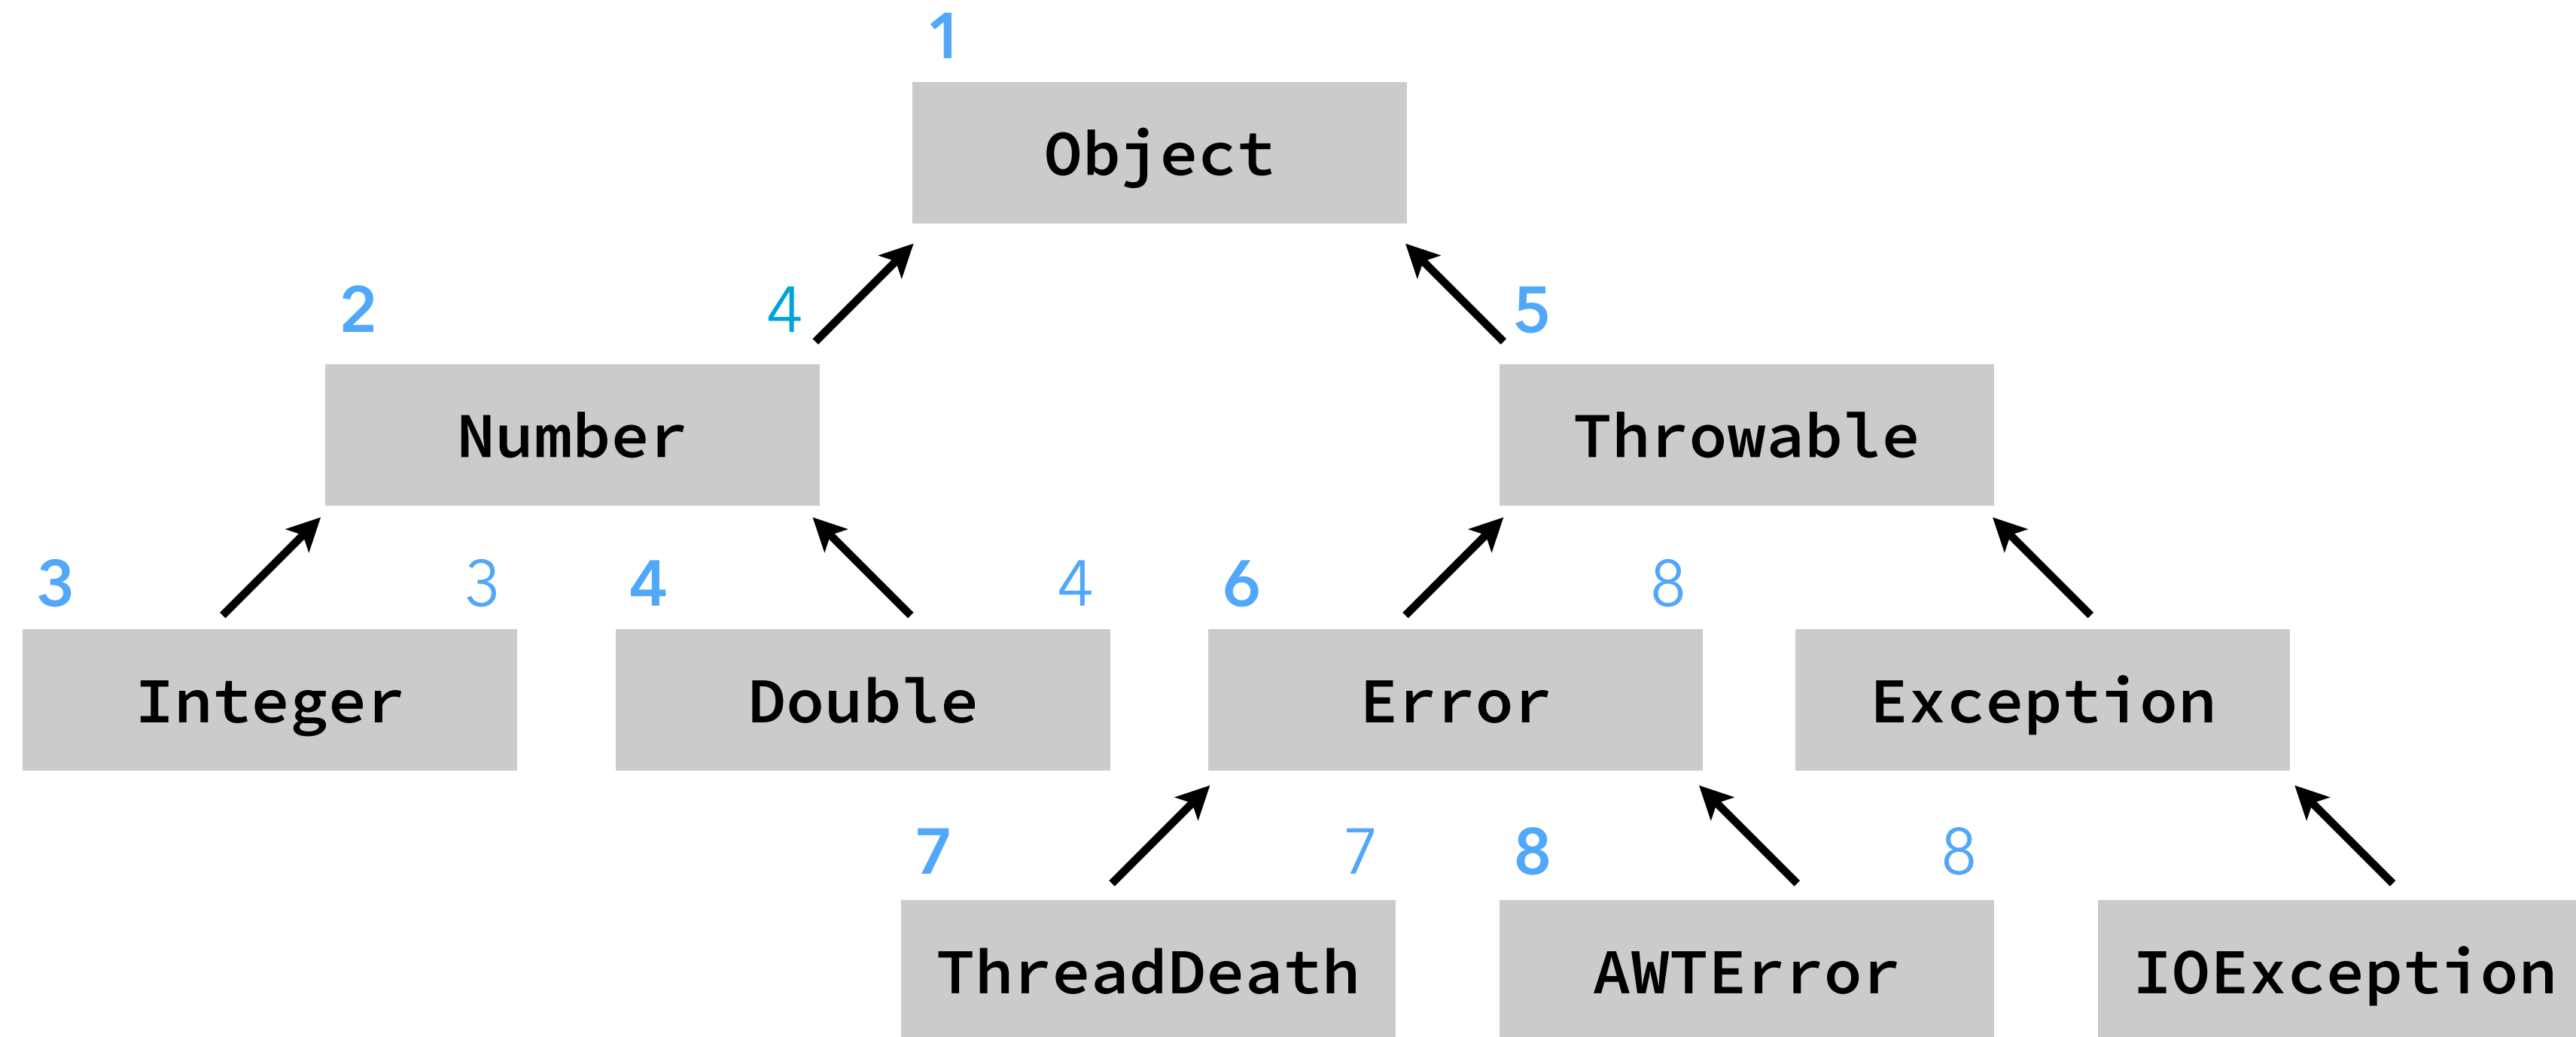 1
Object
2 4 5
Number Throwable
3 3 4 4 6 8
Integer Double Error Exception
7 7 8 8
ThreadDeath AWTError IOException